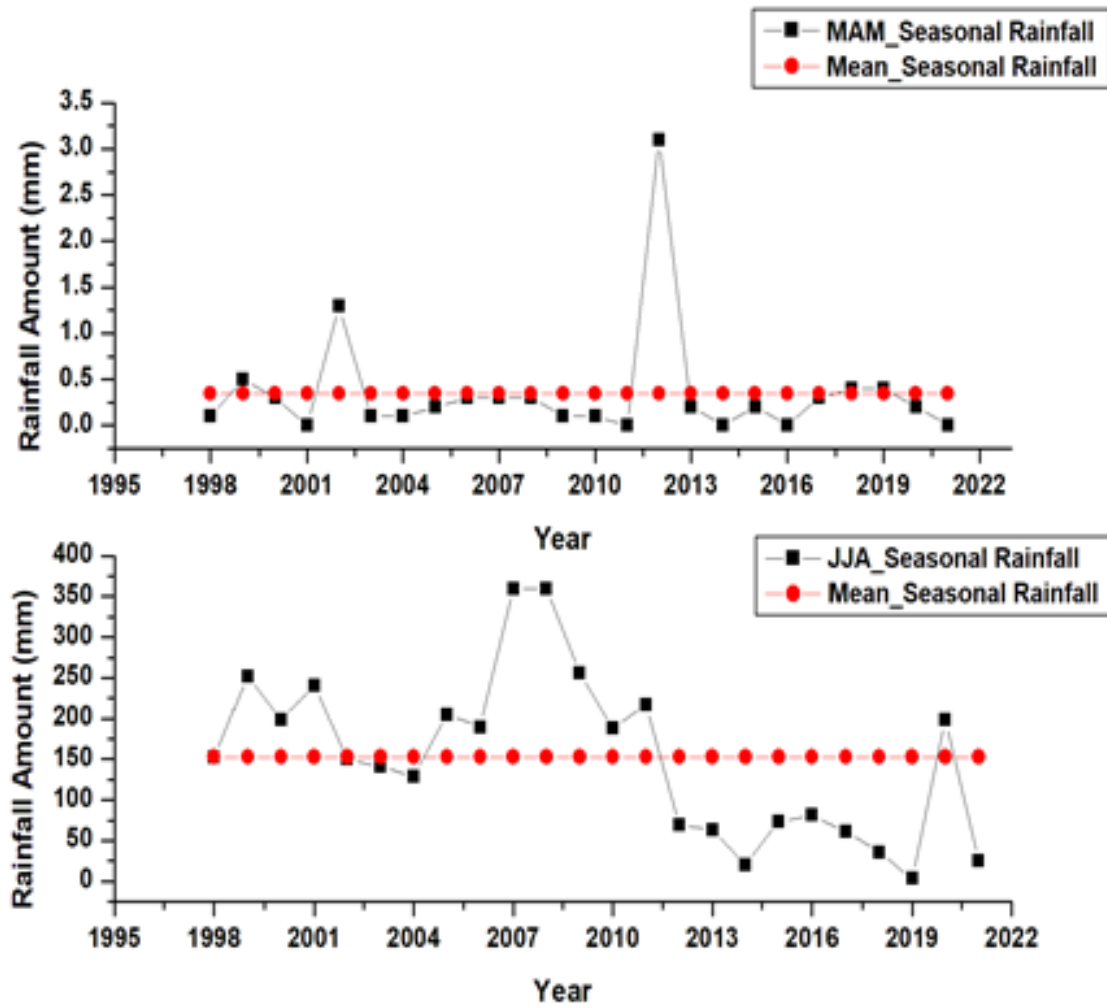 MAM_Seasonal Rainfall
Mean_Seasonal Rainfall
Rainfall Amount (mm)
3.5
3.0
2.5
2.0
1.5
1.0
0.5
0.0
1995 1998 2001 2004 2007 2010 2013 2016 2019 2022
Year
JJA_Seasonal Rainfall
Mean_Seasonal Rainfall
Rainfall Amount (mm)
400
350
300
250
200
150
100
50
0
1995 1998 2001 2004 2007 2010 2013 2016 2019 2022
Year